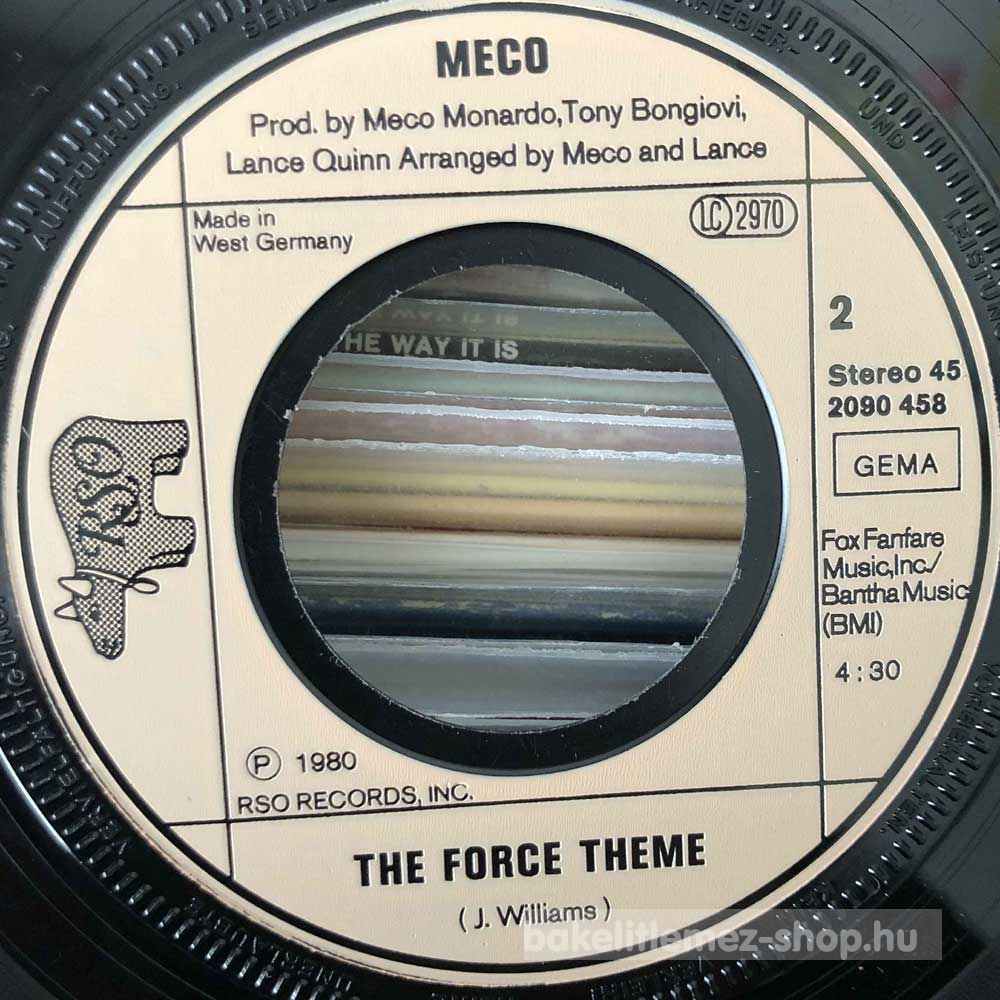 MECO
Prod. by Meco Monardo,Tony Bongiovi,
Lance Quinn Arranged by Meco and Lance
Made in
West Germany
LC 2970
HE WAY IT IS
2
Stereo 45
2090 458
GEMA
Fox Fanfare
Music,Inc./
Bantha Music
(BMI)
4:30
RSO
P 1980
RSO RECORDS, INC.
THE FORCE THEME
( J. Williams )
bakelitlemez-shop.hu
AUFFÜHRUNG.
UND